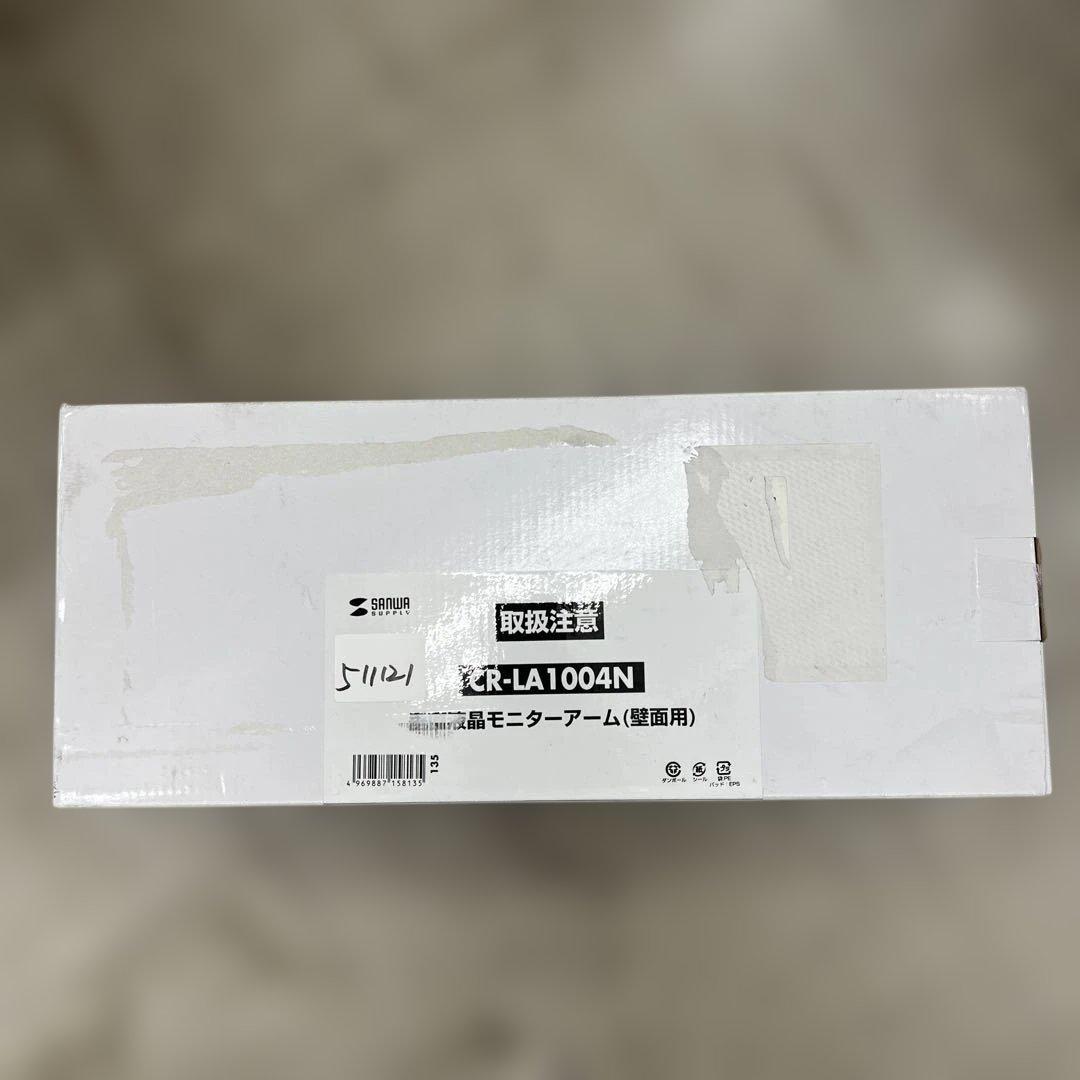 SANWA
SUPPLY
取扱注意
511121
CR-LA1004N
液晶モニターアーム(壁面用)
4 969887 158135
135
ダンボール
シール
袋:PE
パッド:EPS